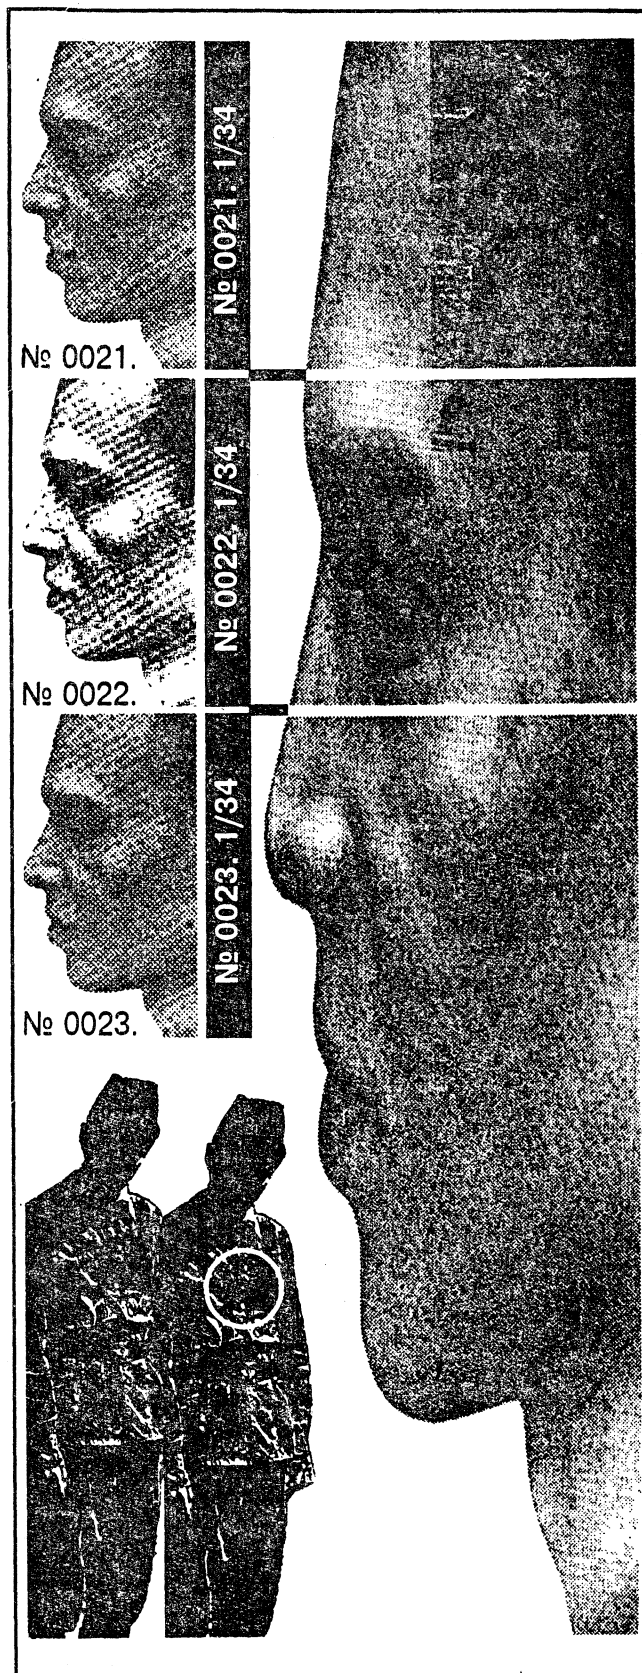 № 0021.
№ 0021. 1/34
№ 0022.
№ 0022. 1/34
№ 0023.
№ 0023. 1/34